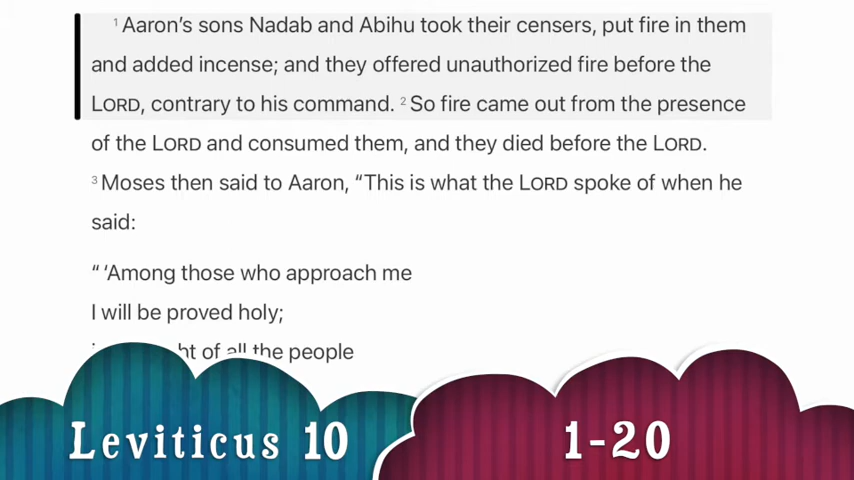 1 Aaron’s sons Nadab and Abihu took their censers, put fire in them
and added incense; and they offered unauthorized fire before the
LORD, contrary to his command. 2 So fire came out from the presence
of the LORD and consumed them, and they died before the LORD.
3 Moses then said to Aaron, “This is what the LORD spoke of when he
said:
“ ‘Among those who approach me
I will be proved holy;
of all the people
Leviticus 10
1-20